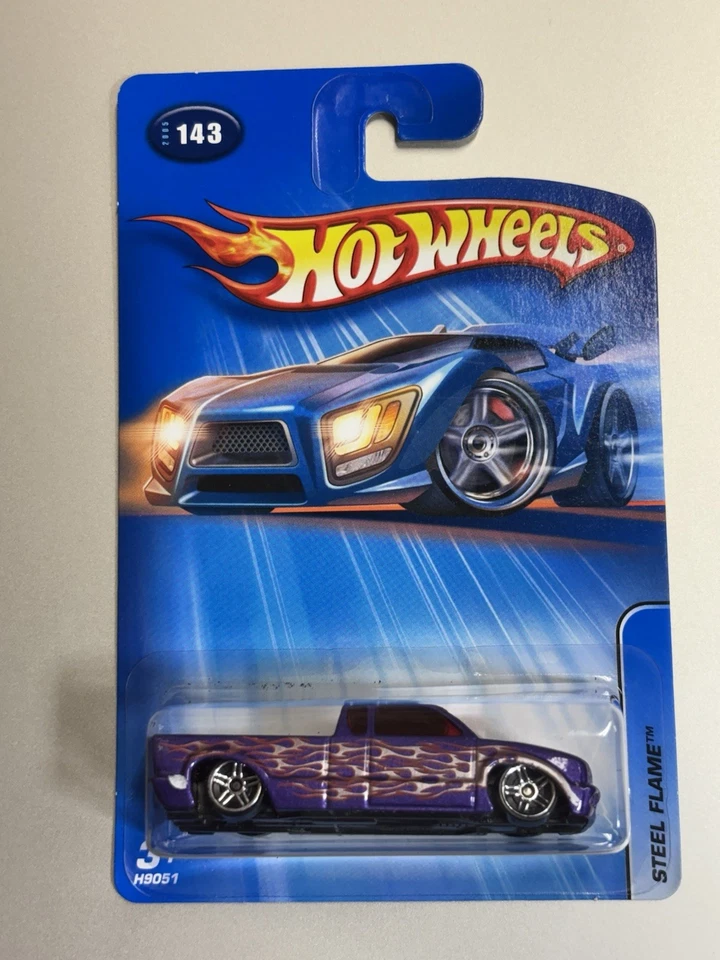 2005
143
HOT WHEELS®
3+
H9051
STEEL FLAME™